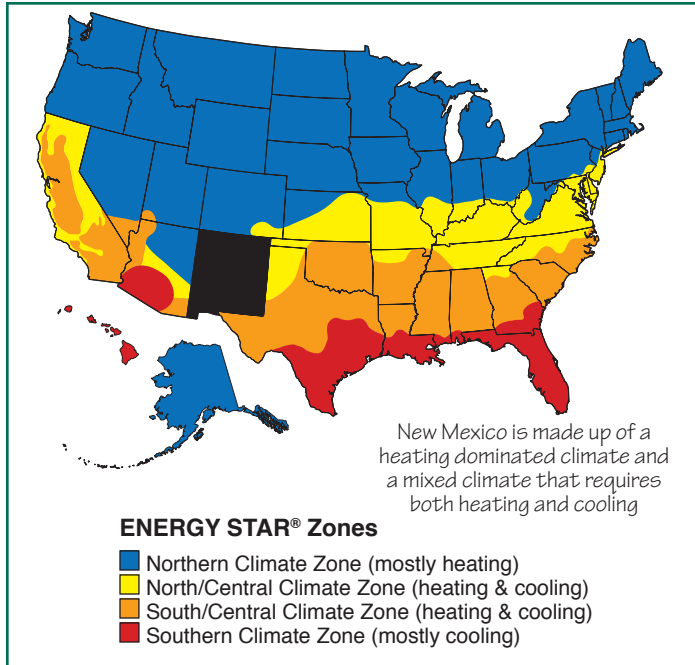 New Mexico is made up of a
heating dominated climate and
a mixed climate that requires
both heating and cooling
ENERGY STAR® Zones
Northern Climate Zone (mostly heating)
North/Central Climate Zone (heating & cooling)
South/Central Climate Zone (heating & cooling)
Southern Climate Zone (mostly cooling)